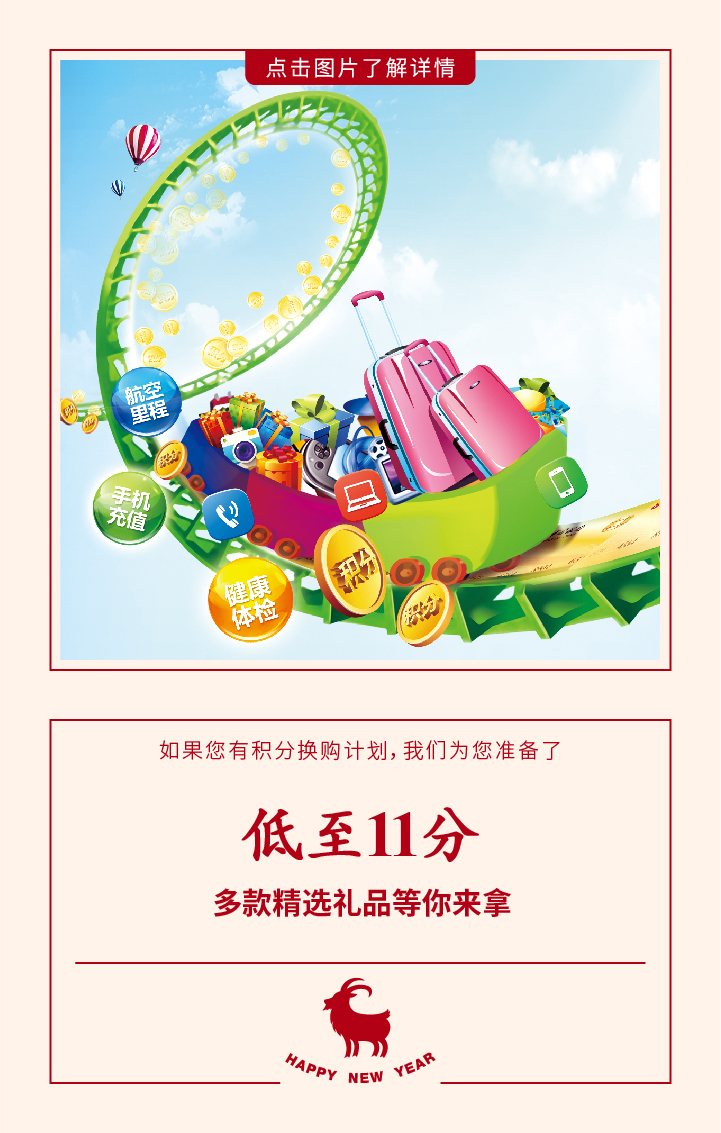 点击图片了解详情
航空
里程
积分
手机
充值
积分
健康
体检
积分
如果您有积分换购计划,我们为您准备了
低至11分
多款精选礼品等你来拿
HAPPY NEW YEAR